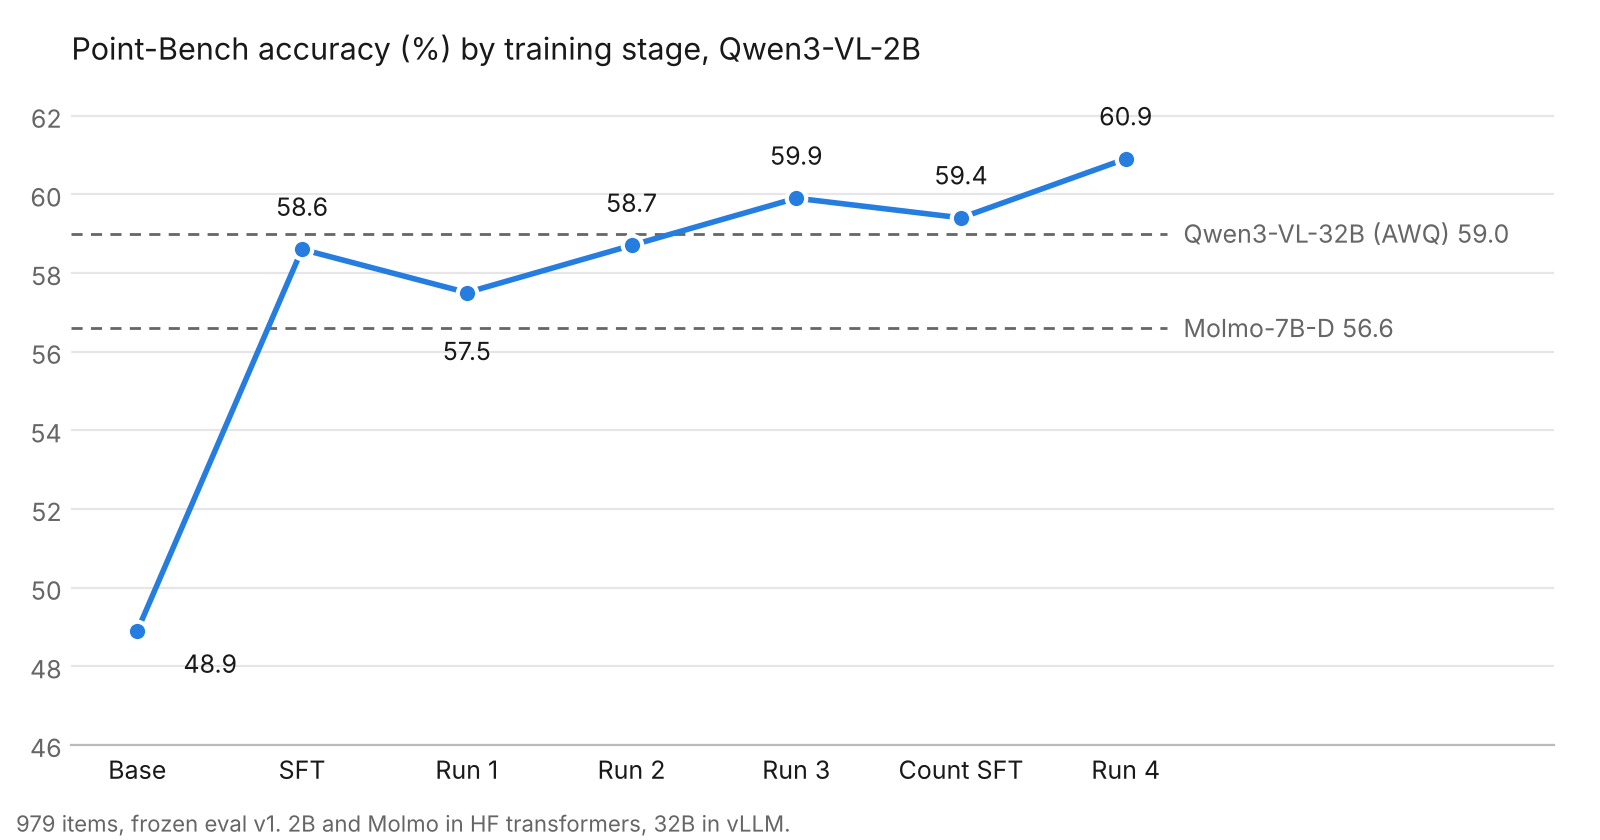 Point-Bench accuracy (%) by training stage, Qwen3-VL-2B
62
60
58
56
54
52
50
48
46
48.9
58.6
57.5
58.7
59.9
59.4
60.9
Qwen3-VL-32B (AWQ) 59.0
Molmo-7B-D 56.6
Base
SFT
Run 1
Run 2
Run 3
Count SFT
Run 4
979 items, frozen eval v1. 2B and Molmo in HF transformers, 32B in vLLM.